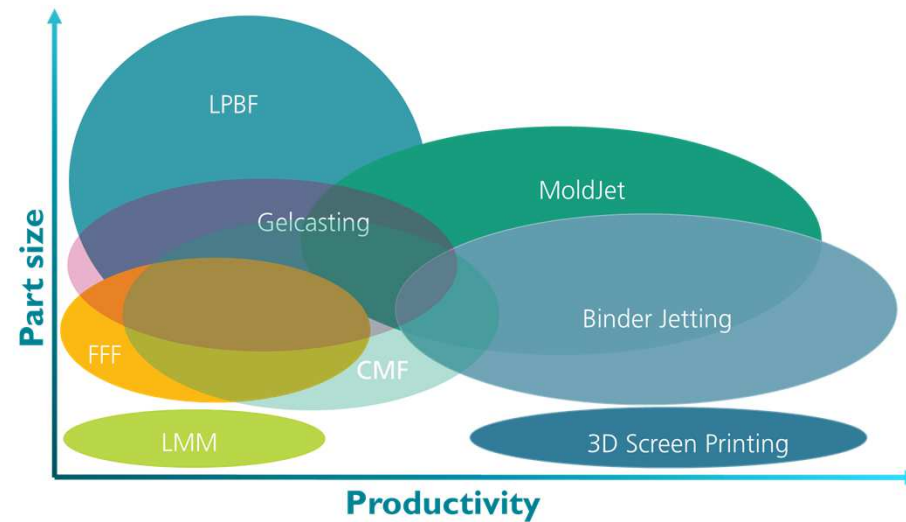 LPBF
MoldJet
Gelcasting
Part size
Binder Jetting
FFF
CMF
LMM
3D Screen Printing
Productivity